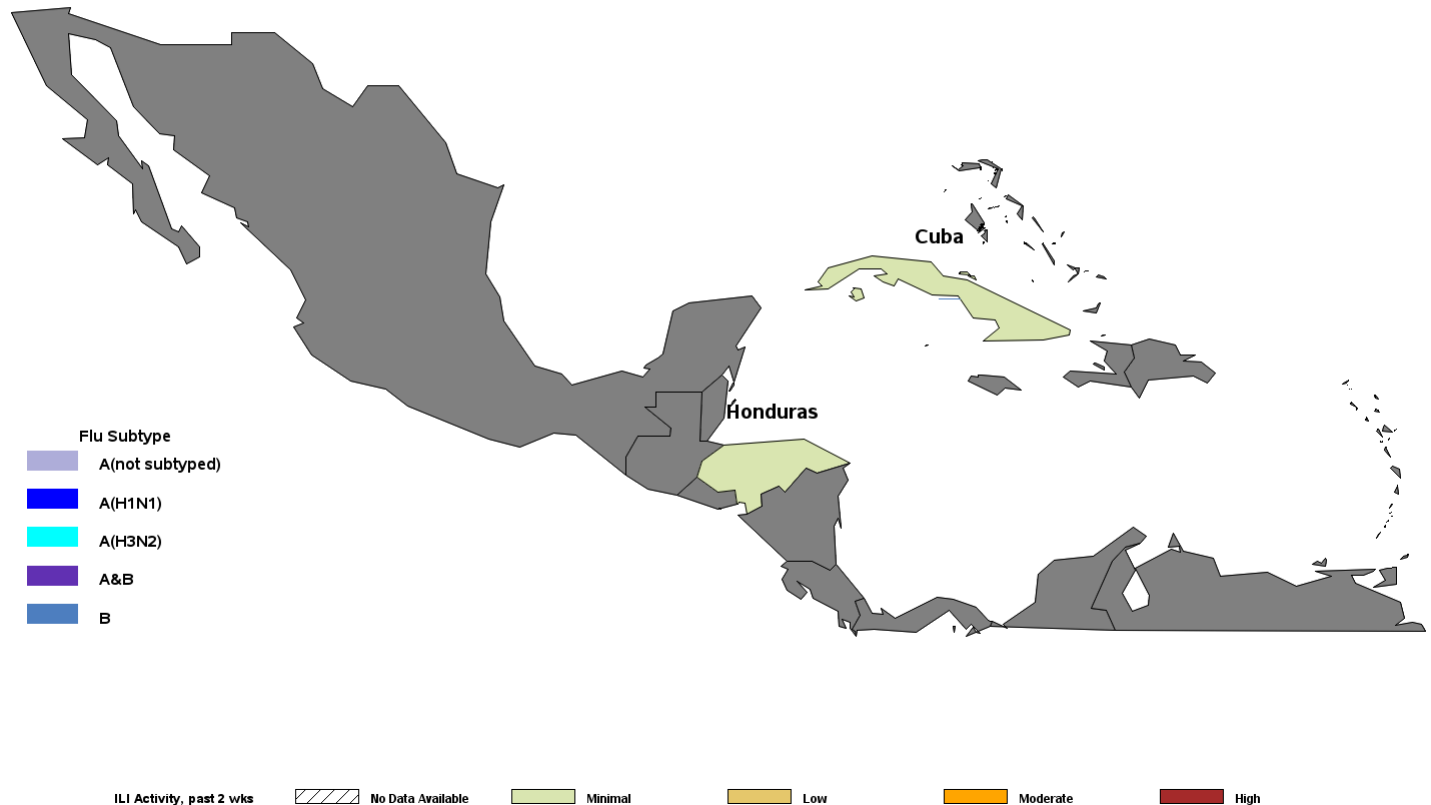 Cuba
Honduras
Flu Subtype
A(not subtyped)
A(H1N1)
A(H3N2)
A&B
B
ILI Activity, past 2 wks No Data Available Minimal Low Moderate High